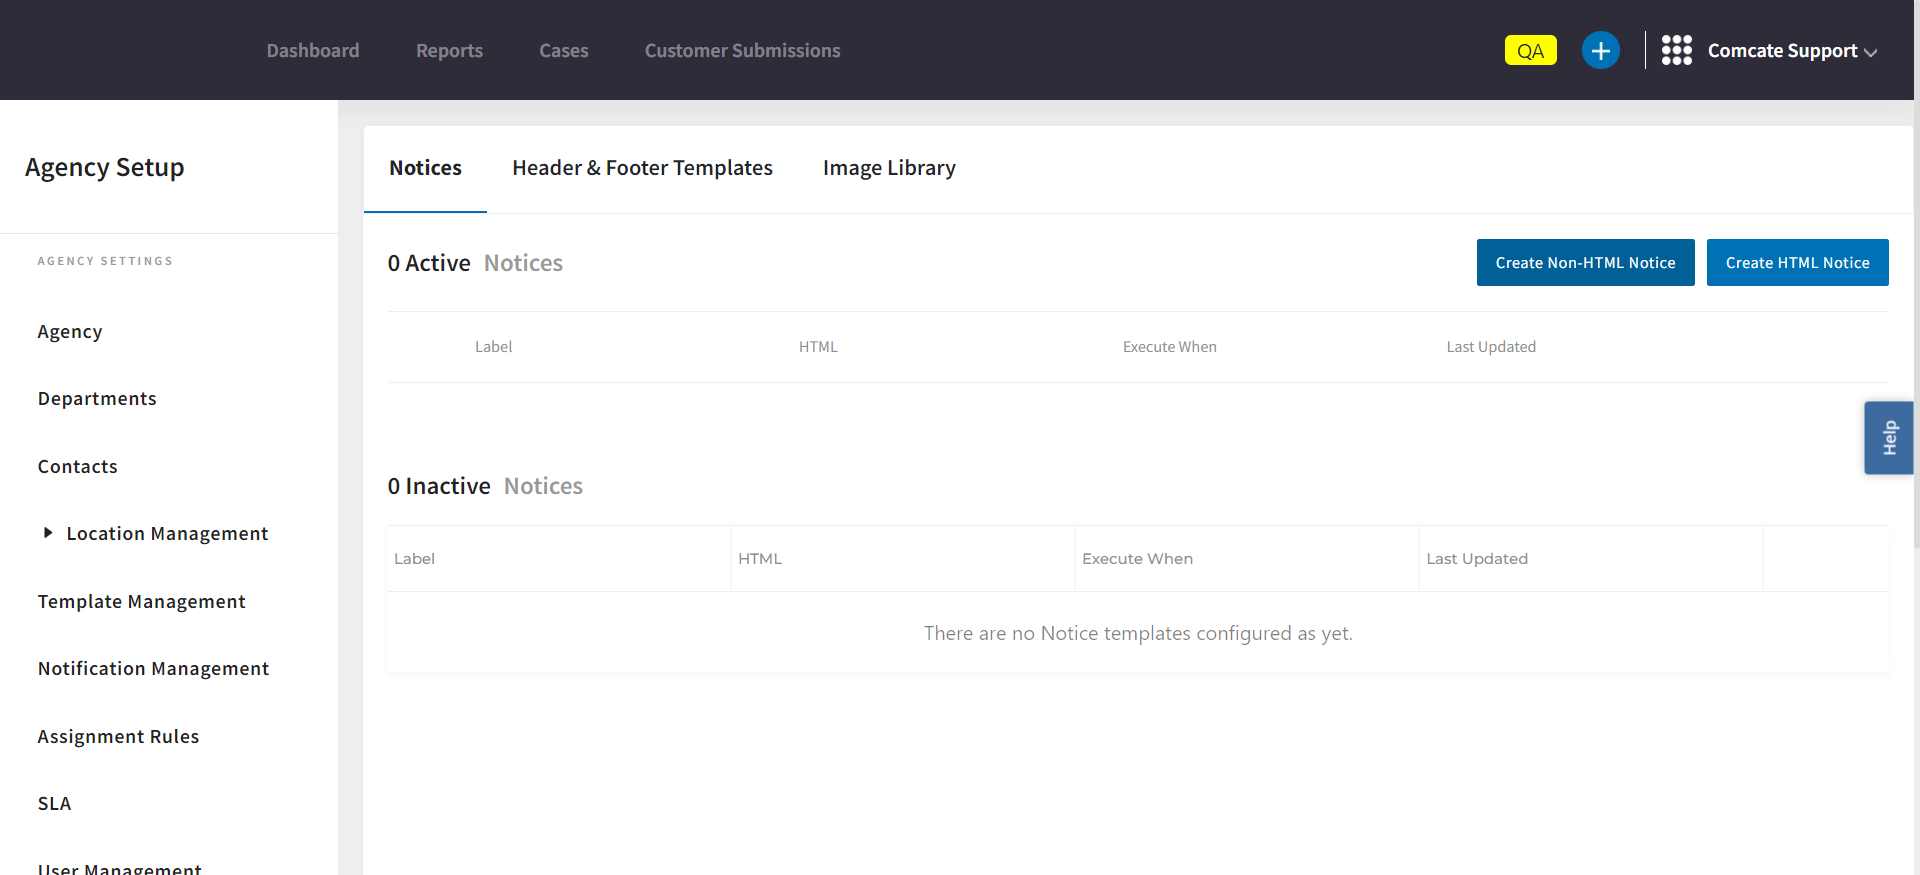 Dashboard Reports Cases Customer Submissions QA Comcate Support
Agency Setup
AGENCY SETTINGS
Agency
Departments
Contacts
Location Management
Template Management
Notification Management
Assignment Rules
SLA
User Management
Notices Header & Footer Templates Image Library
0 Active Notices
Create Non-HTML Notice Create HTML Notice
Label HTML Execute When Last Updated
0 Inactive Notices
Label HTML Execute When Last Updated
There are no Notice templates configured as yet.
Help